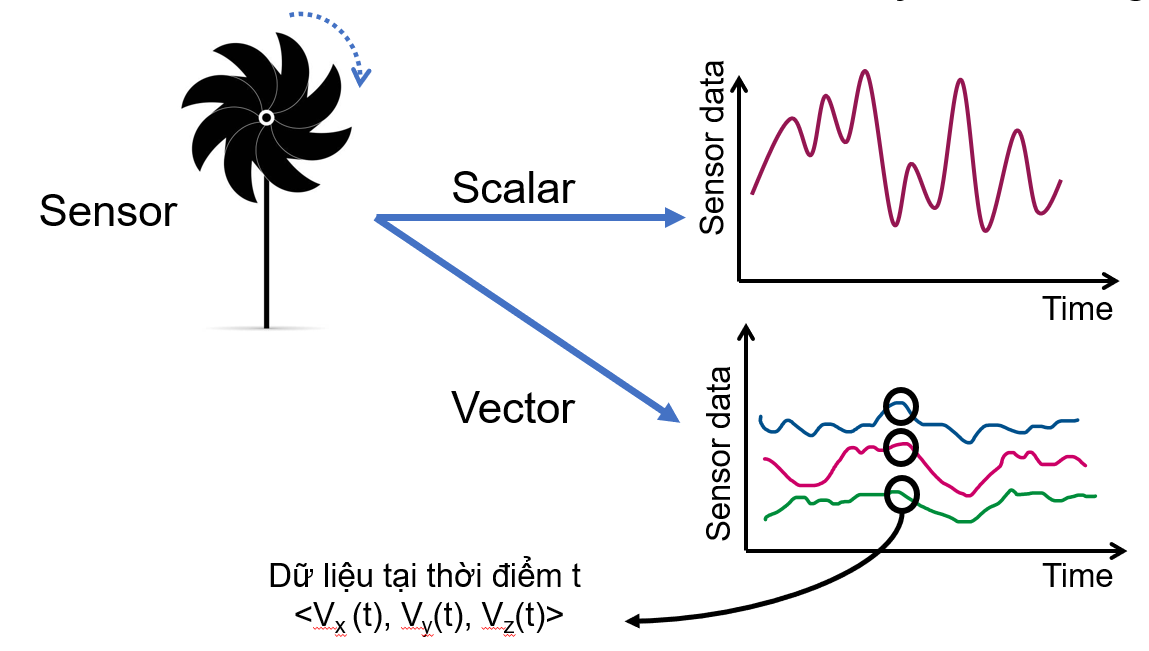 Sensor
Scalar
Sensor data
Time
Vector
Sensor data
Time
Dữ liệu tại thời điểm t
<Vx (t), Vy(t), Vz(t)>